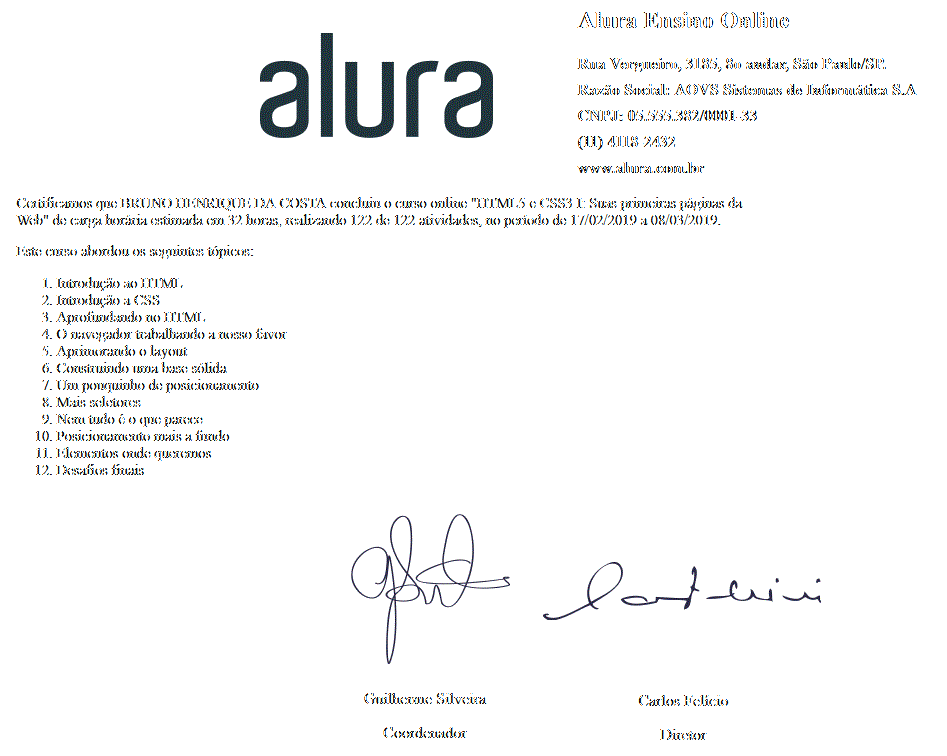 alura
Alura Ensino Online
Rua Vergueiro, 3185, 8o andar, São Paulo/SP.
Razão Social: AOVS Sistemas de Informática S.A
CNPJ: 05.555.382/0001-33
(11) 4118-2432
www.alura.com.br
Certificamos que BRUNO HENRIQUE DA COSTA concluiu o curso online "HTML5 e CSS3 I: Suas primeiras páginas da
Web" de carga horária estimada em 32 horas, realizando 122 de 122 atividades, no periodo de 17/02/2019 a 08/03/2019.
Este curso abordou os seguintes tópicos:
1. Introdução ao HTML
2. Introdução a CSS
3. Aprofundando no HTML
4. O navegador trabalhando a nosso favor
5. Aprimorando o layout
6. Construindo uma base sólida
7. Um pouquinho de posicionamento
8. Mais seletores
9. Nem tudo é o que parece
10. Posicionamento mais a fundo
11. Elementos onde queremos
12. Desafios finais
Guilherme Silveira
Carlos Felicio
Coordenador
Diretor